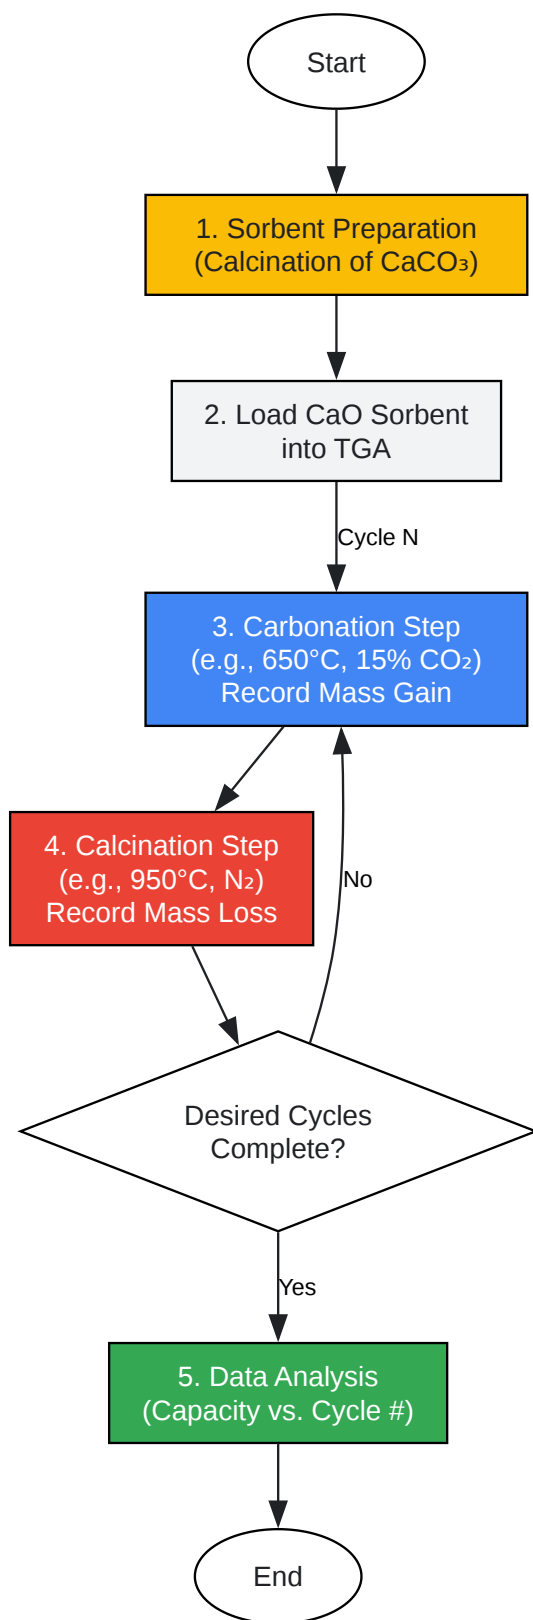 Start
1. Sorbent Preparation
(Calcination of CaCO₃)
2. Load CaO Sorbent
into TGA
Cycle N
3. Carbonation Step
(e.g., 650°C, 15% CO₂)
Record Mass Gain
4. Calcination Step
(e.g., 950°C, N₂)
Record Mass Loss
No
Desired Cycles
Complete?
Yes
5. Data Analysis
(Capacity vs. Cycle #)
End